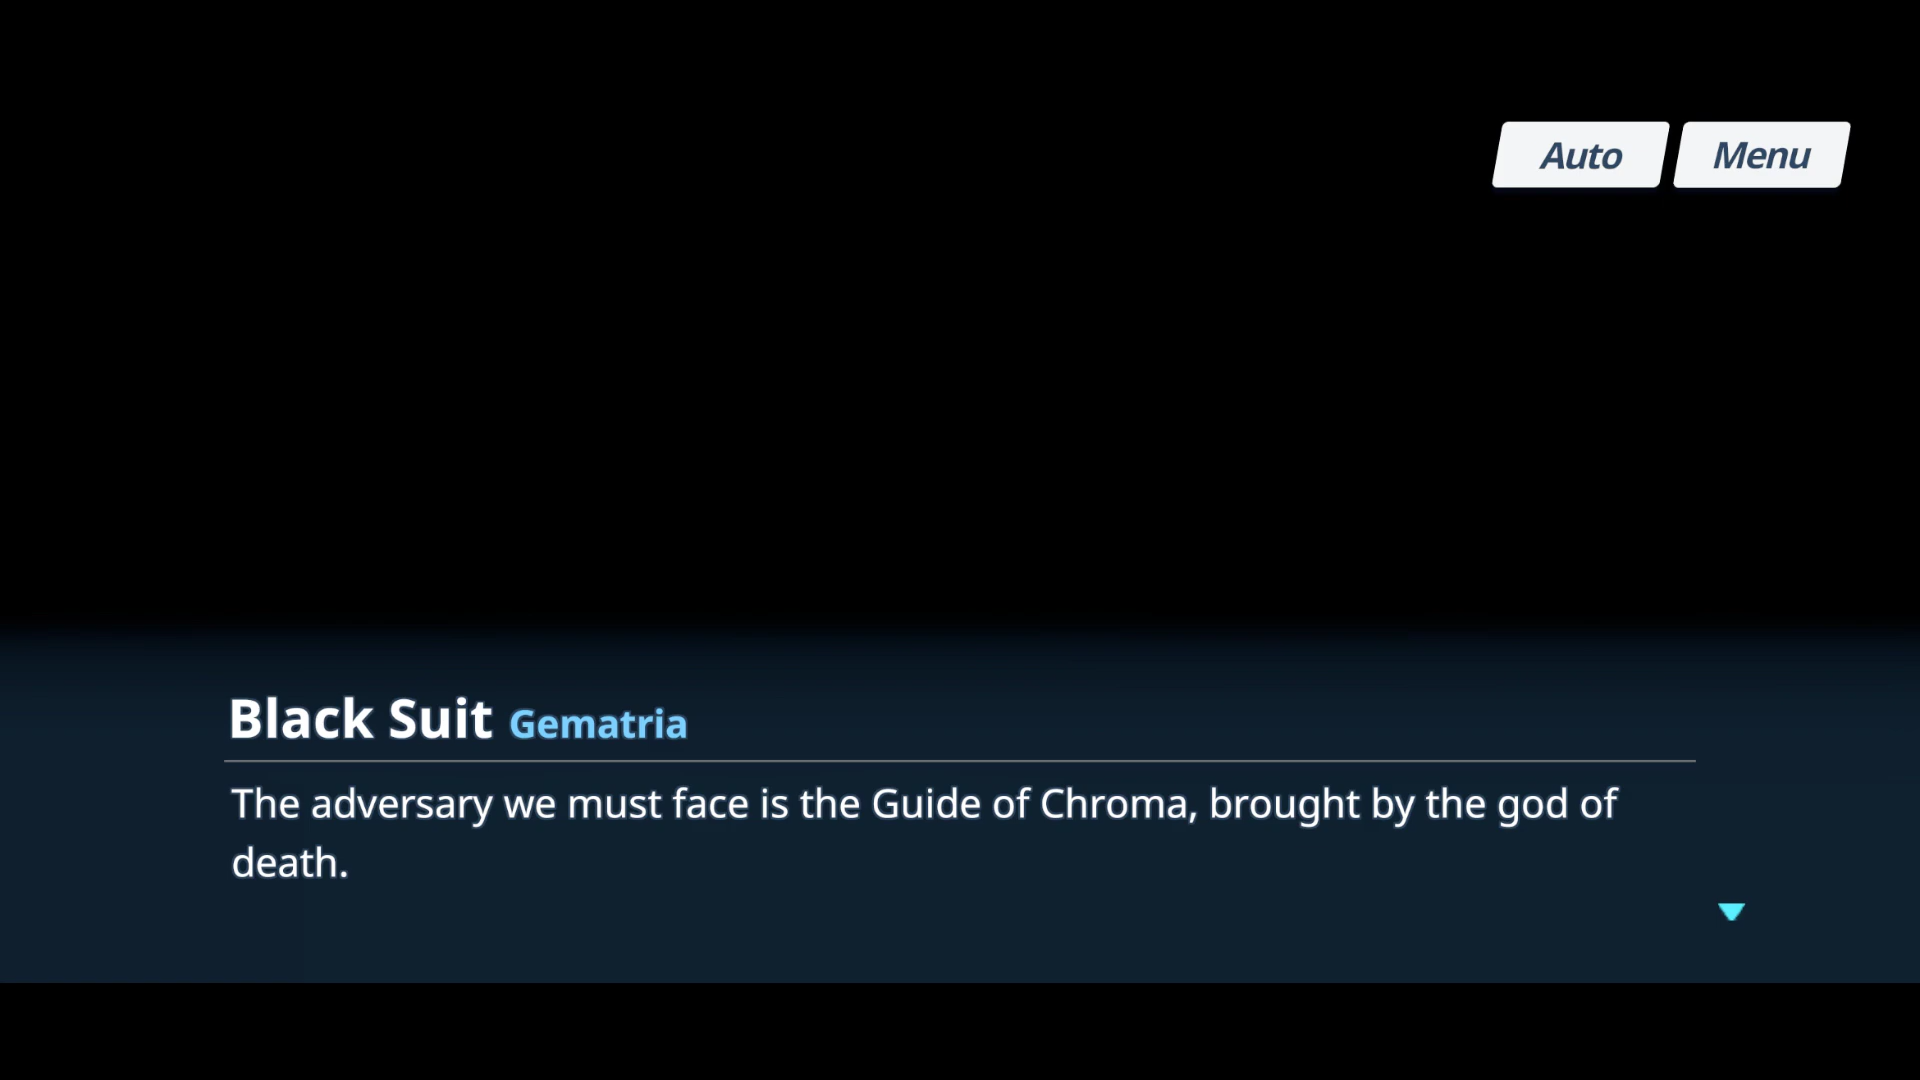 Auto Menu
Black Suit Gematria
The adversary we must face is the Guide of Chroma, brought by the god of
death.